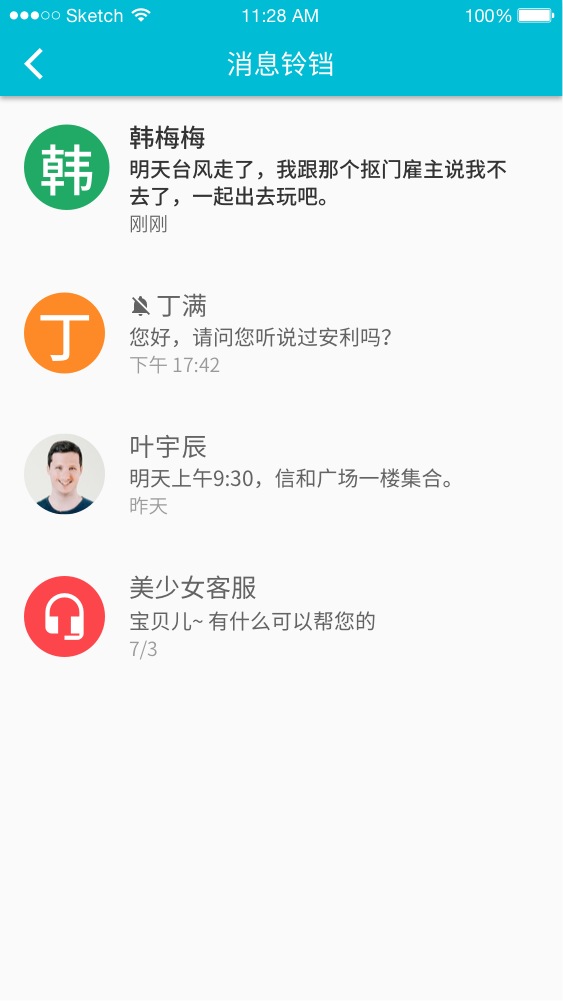 Sketch 11:28 AM 100%
消息铃铛
韩
韩梅梅
明天台风走了，我跟那个抠门雇主说我不
去了，一起出去玩吧。
刚刚
丁
丁满
您好，请问您听说过安利吗?
下午 17:42
叶宇辰
明天上午9:30，信和广场一楼集合。
昨天
美少女客服
宝贝儿~ 有什么可以帮您的
7/3